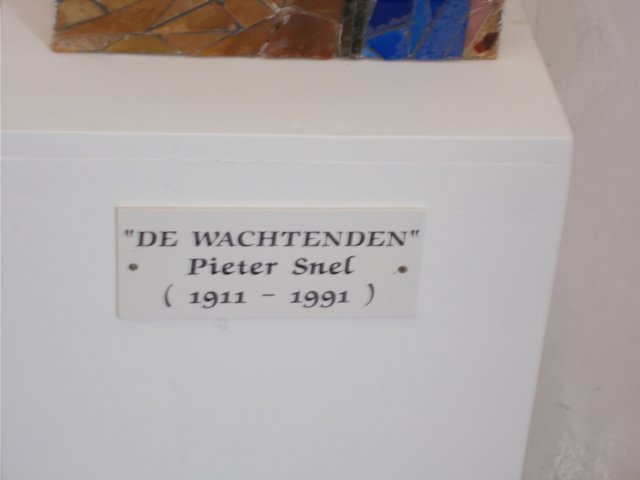 "DE WACHTENDEN"
Pieter Snel
( 1911 - 1991 )